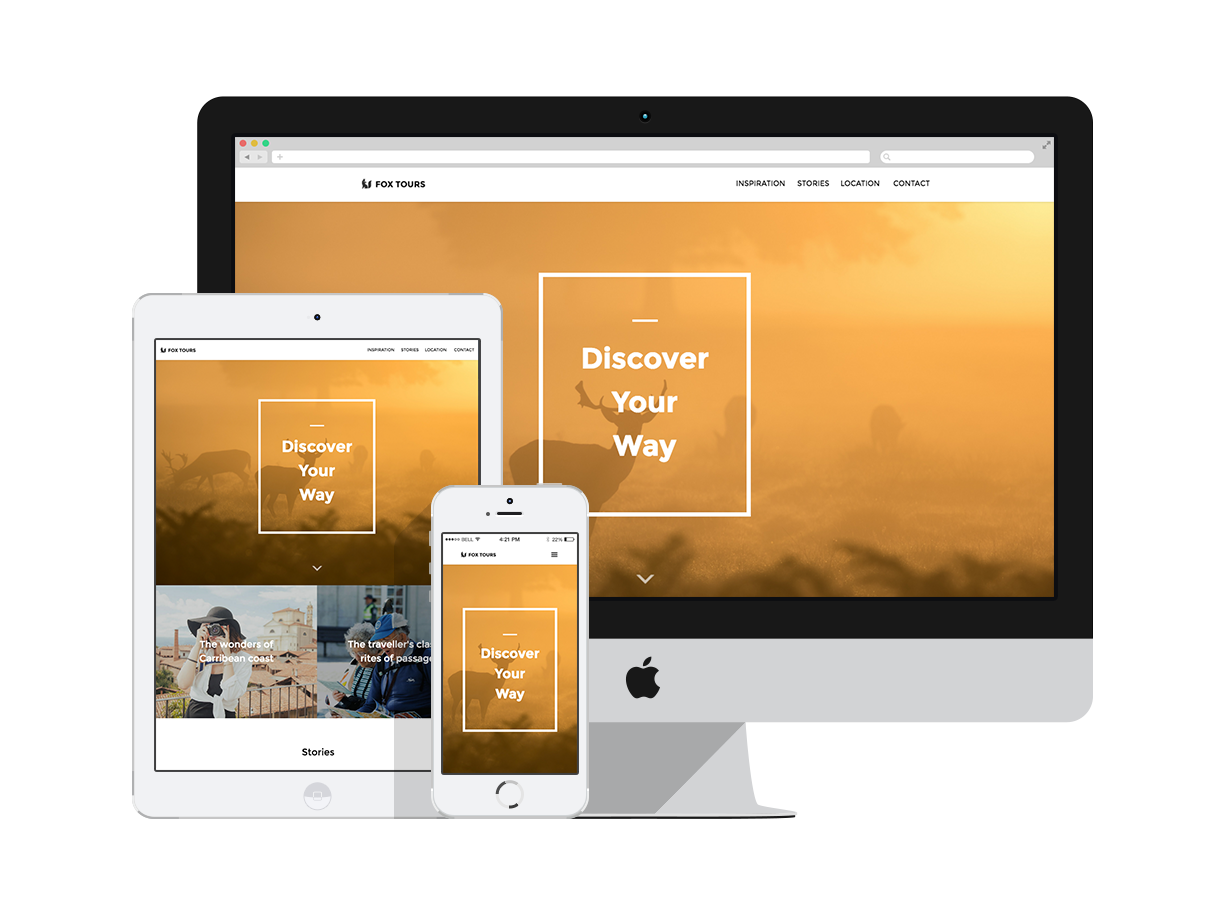 FOX TOURS
INSPIRATION STORIES LOCATION CONTACT
Discover
Your
Way
FOX TOURS
INSPIRATION STORIES LOCATION CONTACT
Discover
Your
Way
The wonders of
Carribean coast
The traveller's
rites of passage
Stories
BELL 4:21 PM 22%
FOX TOURS
Discover
Your
Way